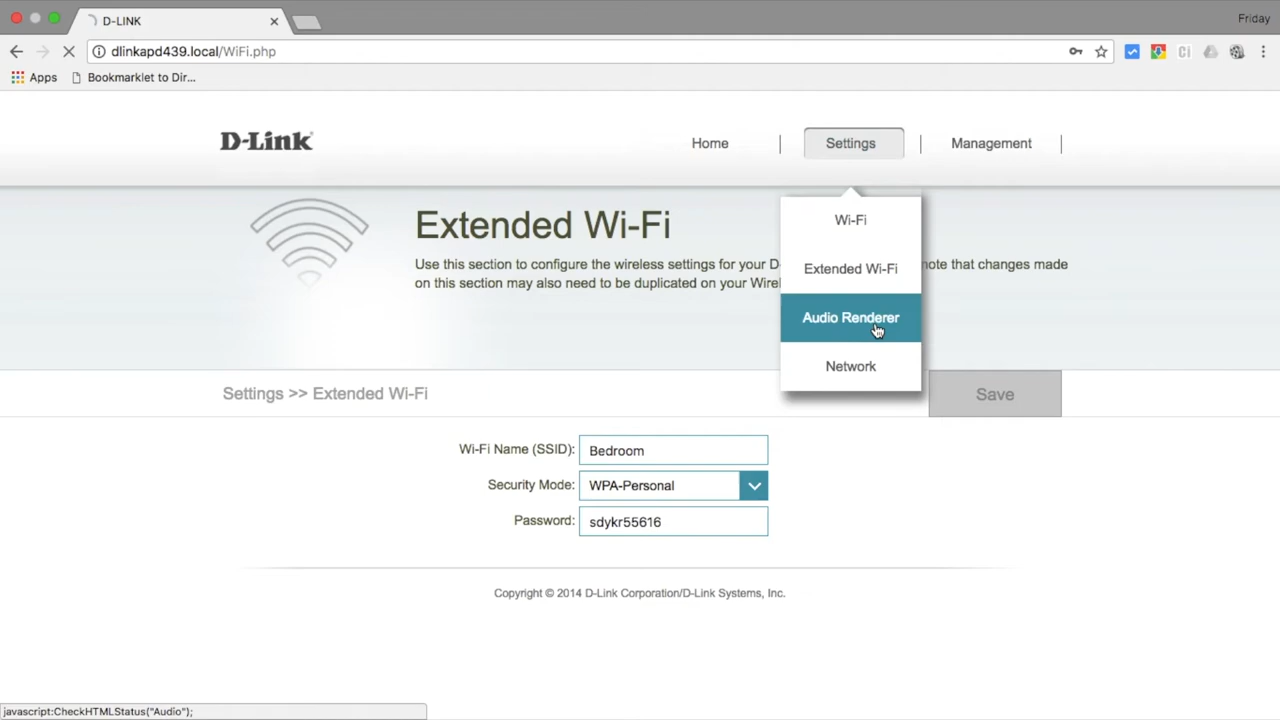 D-LINK
Friday
dlinkapd439.local/WiFi.php
Apps
Bookmarklet to Dir...
D-Link
Home
Settings
Management
Wi-Fi
Extended Wi-Fi
Audio Renderer
Network
Extended Wi-Fi
Use this section to configure the wireless settings for your D- note that changes made
on this section may also need to be duplicated on your Wire
Settings >> Extended Wi-Fi
Save
Wi-Fi Name (SSID): Bedroom
Security Mode: WPA-Personal
Password: sdykr55616
Copyright © 2014 D-Link Corporation/D-Link Systems, Inc.
javascript:CheckHTMLStatus("Audio");